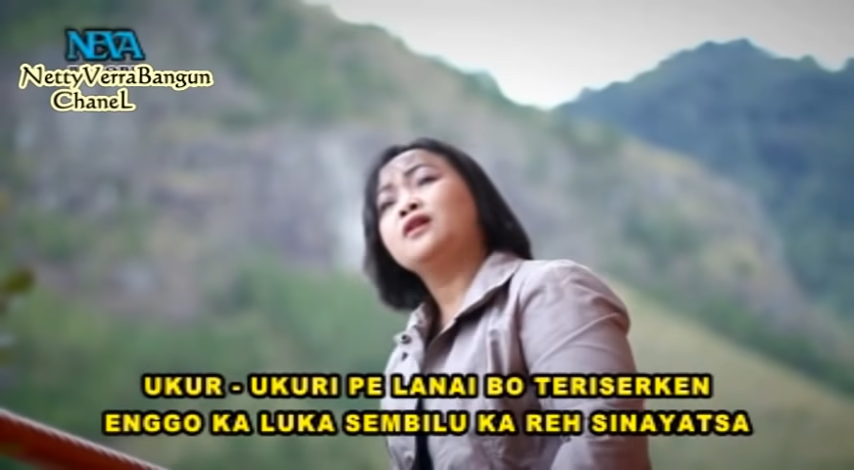 NEVA
NettyVerraBangun
ChaneL
UKUR - UKURI PE LANAI BO TERISERKEN
ENGGO KA LUKA SEMBILU KA REH SINAYATSA